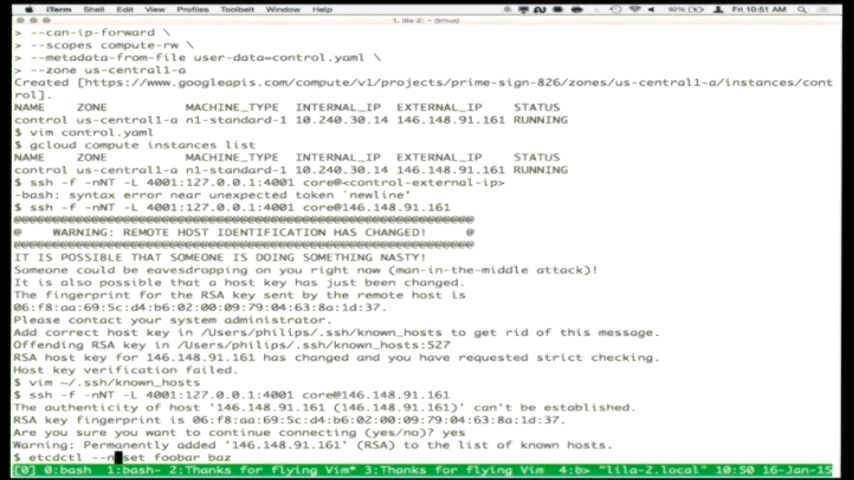 iTerm Shell Edit View Profiles Toolbelt Window Help 92% Fri 10:51 AM
1. lila-2: ~ (tmux)
> --can-ip-forward \
> --scopes compute-rw \
> --metadata-from-file user-data=control.yaml \
> --zone us-central1-a
Created [https://www.googleapis.com/compute/v1/projects/prime-sign-826/zones/us-central1-a/instances/cont
rol].
NAME ZONE MACHINE_TYPE INTERNAL_IP EXTERNAL_IP STATUS
control us-central1-a n1-standard-1 10.240.30.14 146.148.91.161 RUNNING
$ vim control.yaml
$ gcloud compute instances list
NAME ZONE MACHINE_TYPE INTERNAL_IP EXTERNAL_IP STATUS
control us-central1-a n1-standard-1 10.240.30.14 146.148.91.161 RUNNING
$ ssh -f -nNT -L 4001:127.0.0.1:4001 core@<control-external-ip>
-bash: syntax error near unexpected token `newline'
$ ssh -f -nNT -L 4001:127.0.0.1:4001 core@146.148.91.161
@@@@@@@@@@@@@@@@@@@@@@@@@@@@@@@@@@@@@@@@@@@@@@@@@@@@@@@@@@@
@ WARNING: REMOTE HOST IDENTIFICATION HAS CHANGED! @
@@@@@@@@@@@@@@@@@@@@@@@@@@@@@@@@@@@@@@@@@@@@@@@@@@@@@@@@@@@
IT IS POSSIBLE THAT SOMEONE IS DOING SOMETHING NASTY!
Someone could be eavesdropping on you right now (man-in-the-middle attack)!
It is also possible that a host key has just been changed.
The fingerprint for the RSA key sent by the remote host is
06:f8:aa:69:5c:d4:b6:02:00:09:79:04:63:8a:1d:37.
Please contact your system administrator.
Add correct host key in /Users/philips/.ssh/known_hosts to get rid of this message.
Offending RSA key in /Users/philips/.ssh/known_hosts:527
RSA host key for 146.148.91.161 has changed and you have requested strict checking.
Host key verification failed.
$ vim ~/.ssh/known_hosts
$ ssh -f -nNT -L 4001:127.0.0.1:4001 core@146.148.91.161
The authenticity of host '146.148.91.161 (146.148.91.161)' can't be established.
RSA key fingerprint is 06:f8:aa:69:5c:d4:b6:02:00:09:79:04:63:8a:1d:37.
Are you sure you want to continue connecting (yes/no)? yes
Warning: Permanently added '146.148.91.161' (RSA) to the list of known hosts.
$ etcdctl --n set foobar baz
[0] 0:bash 1:bash- 2:Thanks for flying Vim* 3:Thanks for flying Vim 4:b> "lila-2.local" 10:50 16-Jan-15